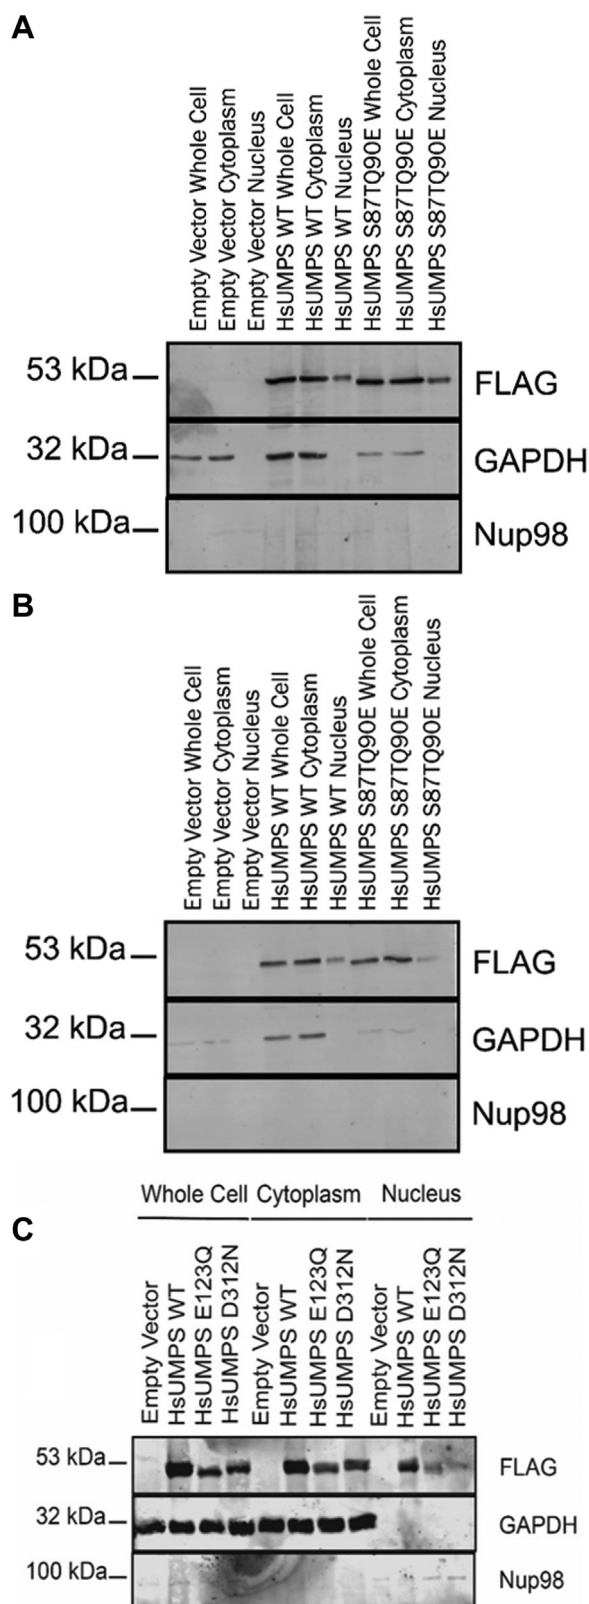 A
Empty Vector Whole Cell
Empty Vector Cytoplasm
Empty Vector Nucleus
HsUMPS WT Whole Cell
HsUMPS WT Cytoplasm
HsUMPS WT Nucleus
HsUMPS S87TQ90E Whole Cell
HsUMPS S87TQ90E Cytoplasm
HsUMPS S87TQ90E Nucleus
53 kDa
FLAG
32 kDa
GAPDH
100 kDa
Nup98
B
Empty Vector Whole Cell
Empty Vector Cytoplasm
Empty Vector Nucleus
HsUMPS WT Whole Cell
HsUMPS WT Cytoplasm
HsUMPS WT Nucleus
HsUMPS S87TQ90E Whole Cell
HsUMPS S87TQ90E Cytoplasm
HsUMPS S87TQ90E Nucleus
53 kDa
FLAG
32 kDa
GAPDH
100 kDa
Nup98
Whole Cell Cytoplasm Nucleus
C
Empty Vector
HsUMPS WT
HsUMPS E123Q
HsUMPS D312N
Empty Vector
HsUMPS WT
HsUMPS E123Q
HsUMPS D312N
Empty Vector
HsUMPS WT
HsUMPS E123Q
HsUMPS D312N
53 kDa
FLAG
32 kDa
GAPDH
100 kDa
Nup98